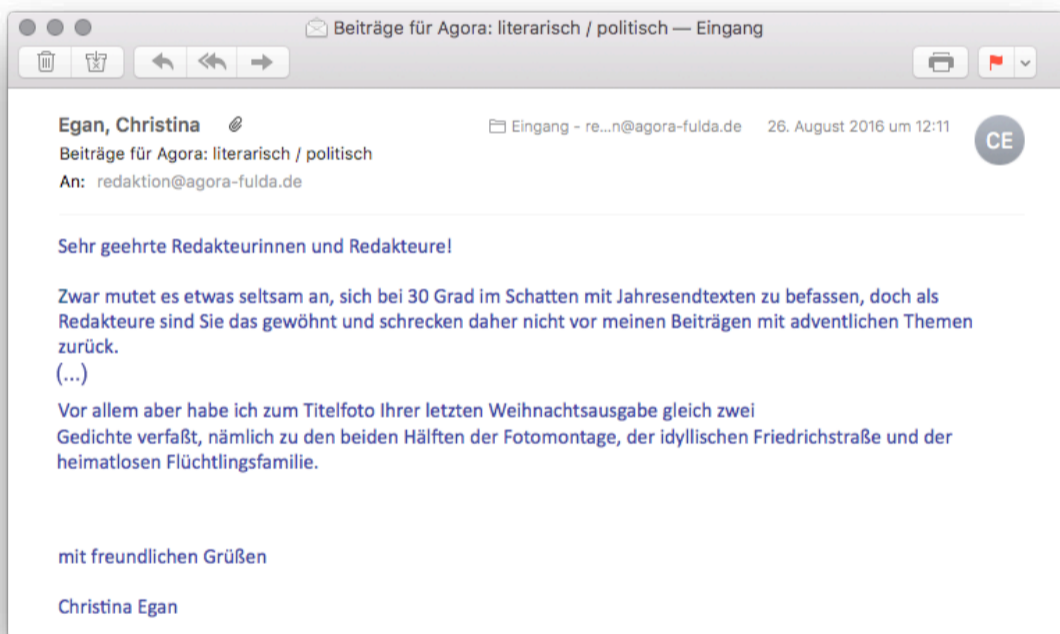 Beiträge für Agora: literarisch / politisch — Eingang
Egan, Christina
Eingang - re...n@agora-fulda.de 26. August 2016 um 12:11
CE
Beiträge für Agora: literarisch / politisch
An: redaktion@agora-fulda.de
Sehr geehrte Redakteurinnen und Redakteure!
Zwar mutet es etwas seltsam an, sich bei 30 Grad im Schatten mit Jahresendtexten zu befassen, doch als
Redakteure sind Sie das gewöhnt und schrecken daher nicht vor meinen Beiträgen mit adventlichen Themen
zurück.
(...)
Vor allem aber habe ich zum Titelfoto Ihrer letzten Weihnachtsausgabe gleich zwei
Gedichte verfaßt, nämlich zu den beiden Hälften der Fotomontage, der idyllischen Friedrichstraße und der
heimatlosen Flüchtlingsfamilie.
mit freundlichen Grüßen
Christina Egan